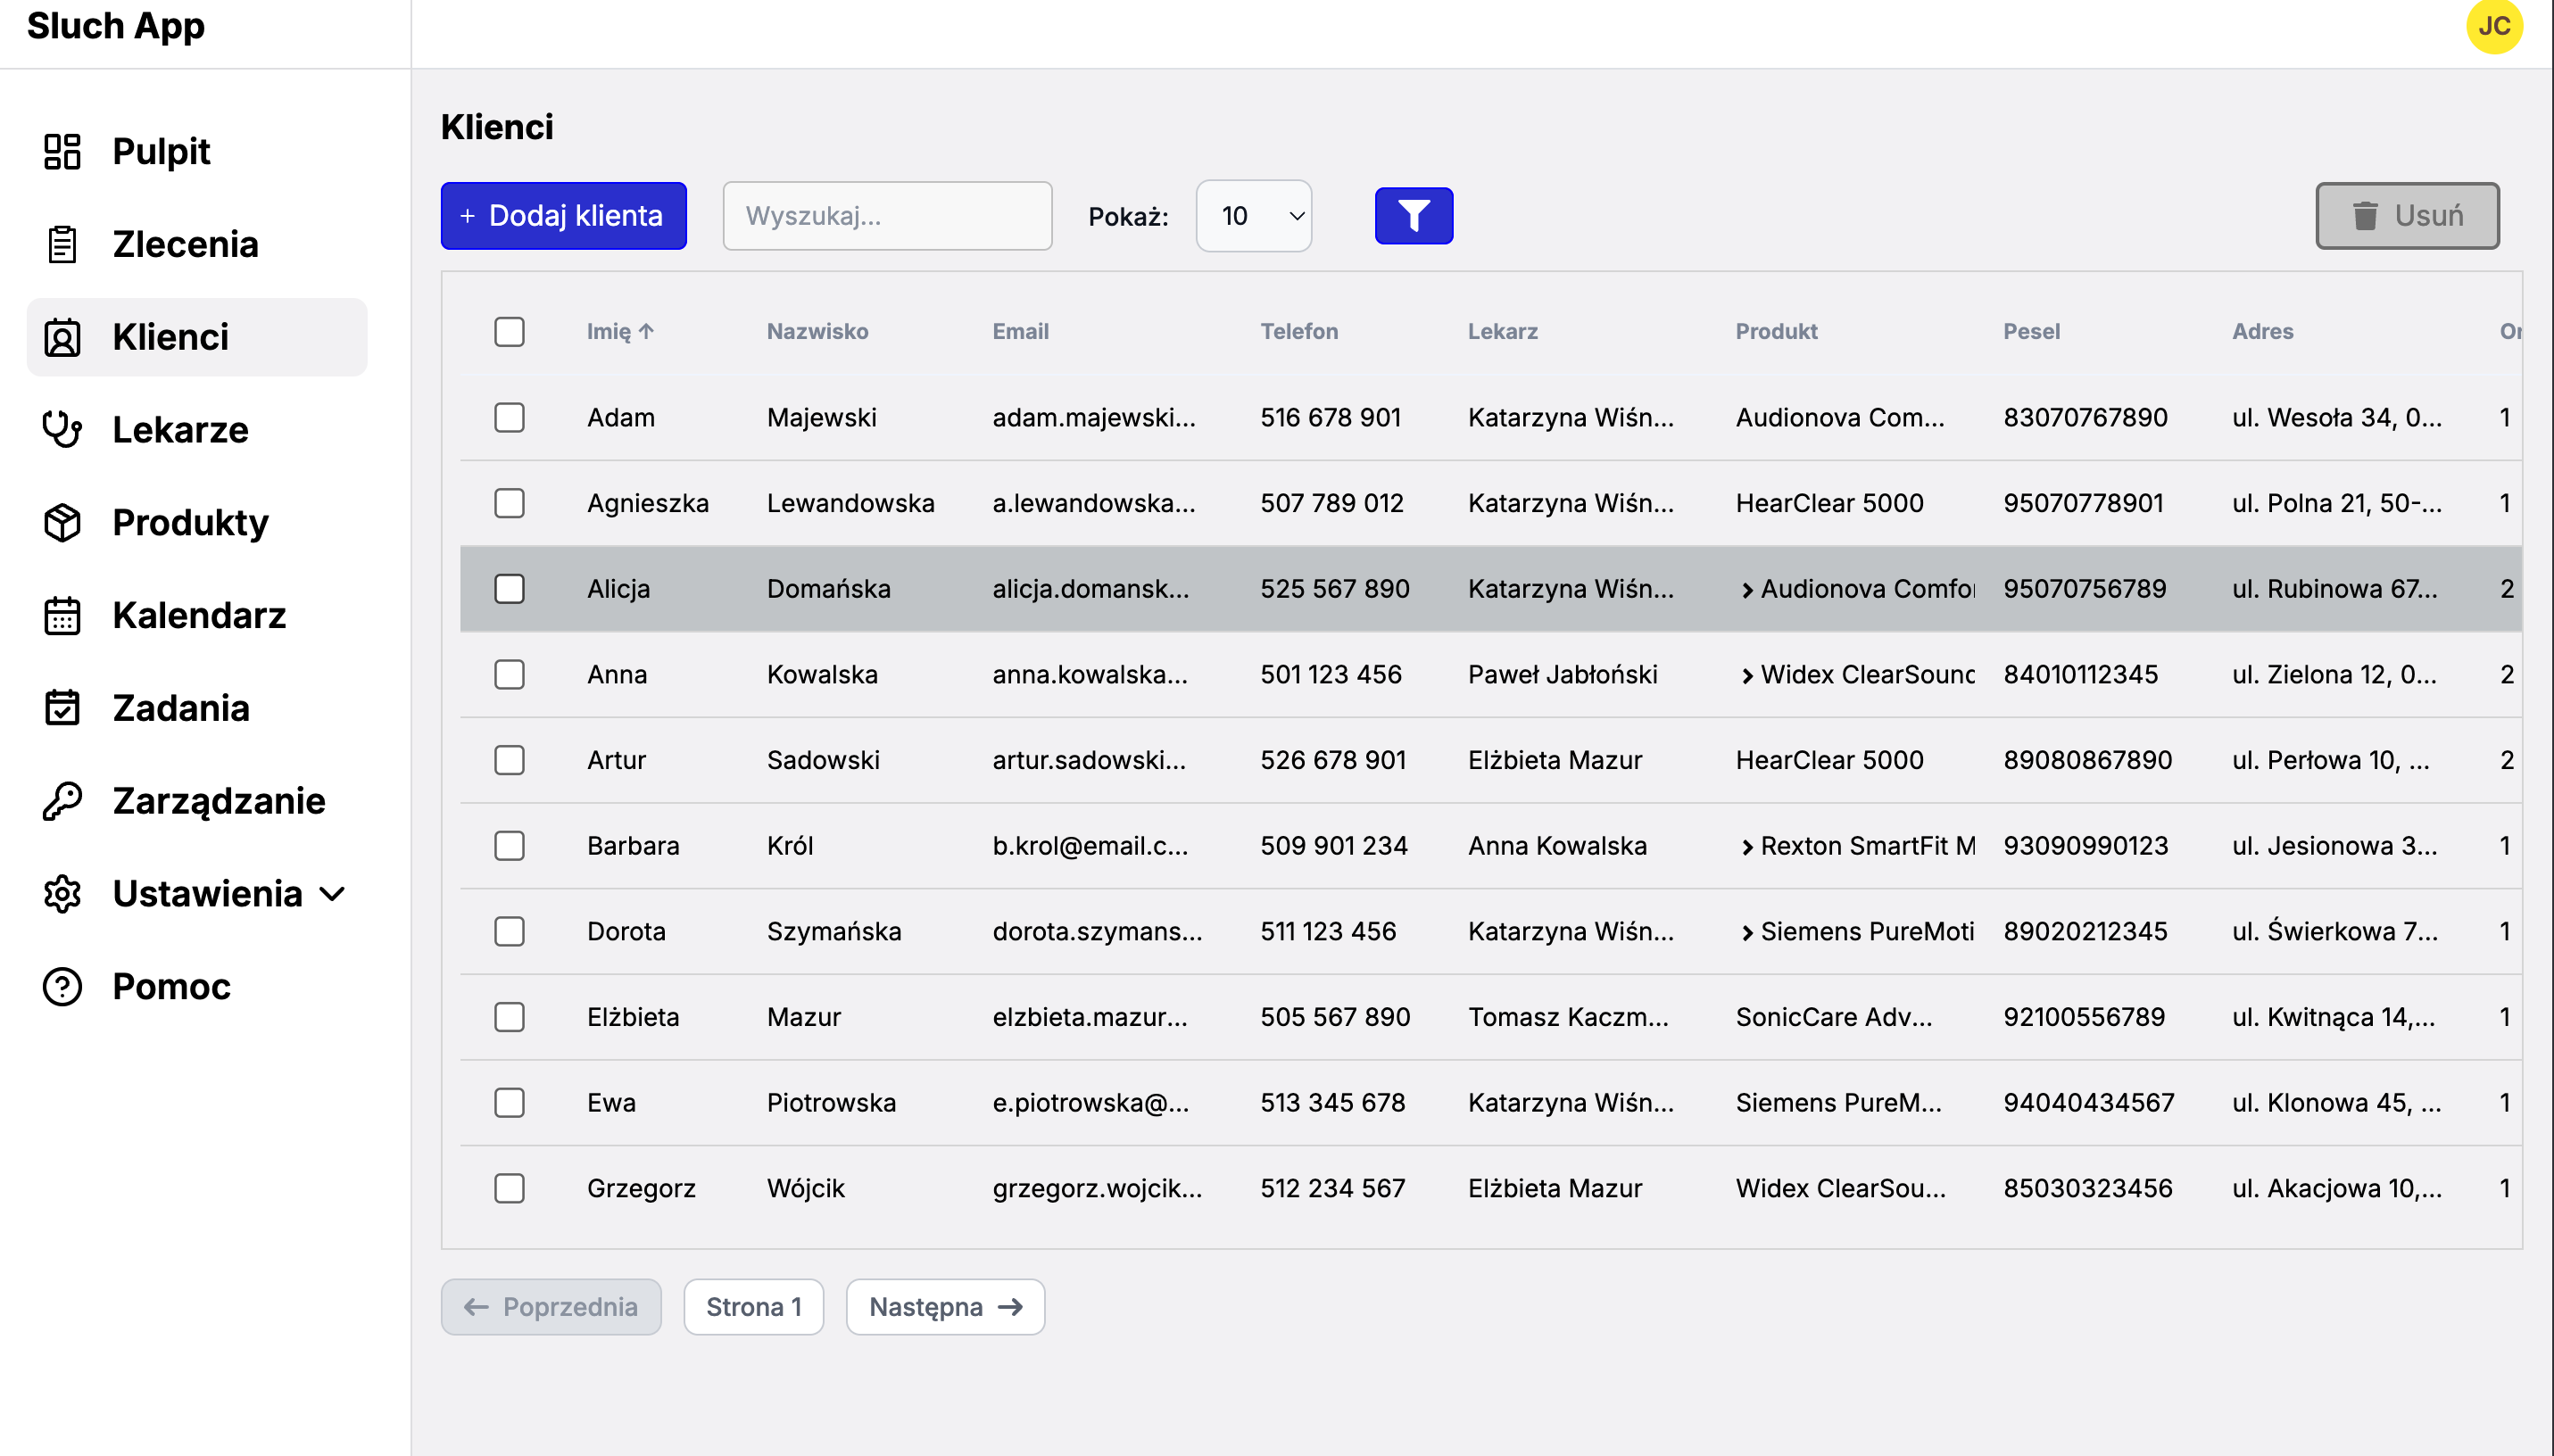 Sluch App
JC
Pulpit
Zlecenia
Klienci
Lekarze
Produkty
Kalendarz
Zadania
Zarządzanie
Ustawienia
Pomoc
Klienci
+ Dodaj klienta Wyszukaj... Pokaż: 10 Usuń
Imię ↑ Nazwisko Email Telefon Lekarz Produkt Pesel Adres
Adam Majewski adam.majewski... 516 678 901 Katarzyna Wiśn... Audionova Com... 83070767890 ul. Wesoła 34, 0... 1
Agnieszka Lewandowska a.lewandowska... 507 789 012 Katarzyna Wiśn... HearClear 5000 95070778901 ul. Polna 21, 50-... 1
Alicja Domańska alicja.domansk... 525 567 890 Katarzyna Wiśn... > Audionova Comfo 95070756789 ul. Rubinowa 67... 2
Anna Kowalska anna.kowalska... 501 123 456 Paweł Jabłoński > Widex ClearSound 84010112345 ul. Zielona 12, 0... 2
Artur Sadowski artur.sadowski... 526 678 901 Elżbieta Mazur HearClear 5000 89080867890 ul. Perłowa 10, ... 2
Barbara Król b.krol@email.c... 509 901 234 Anna Kowalska > Rexton SmartFit M 93090990123 ul. Jesionowa 3... 1
Dorota Szymańska dorota.szymans... 511 123 456 Katarzyna Wiśn... > Siemens PureMoti 89020212345 ul. Świerkowa 7... 1
Elżbieta Mazur elzbieta.mazur... 505 567 890 Tomasz Kaczm... SonicCare Adv... 92100556789 ul. Kwitnąca 14,... 1
Ewa Piotrowska e.piotrowska@... 513 345 678 Katarzyna Wiśn... Siemens PureM... 94040434567 ul. Klonowa 45, ... 1
Grzegorz Wójcik grzegorz.wojcik... 512 234 567 Elżbieta Mazur Widex ClearSou... 85030323456 ul. Akacjowa 10,... 1
← Poprzednia Strona 1 Następna →